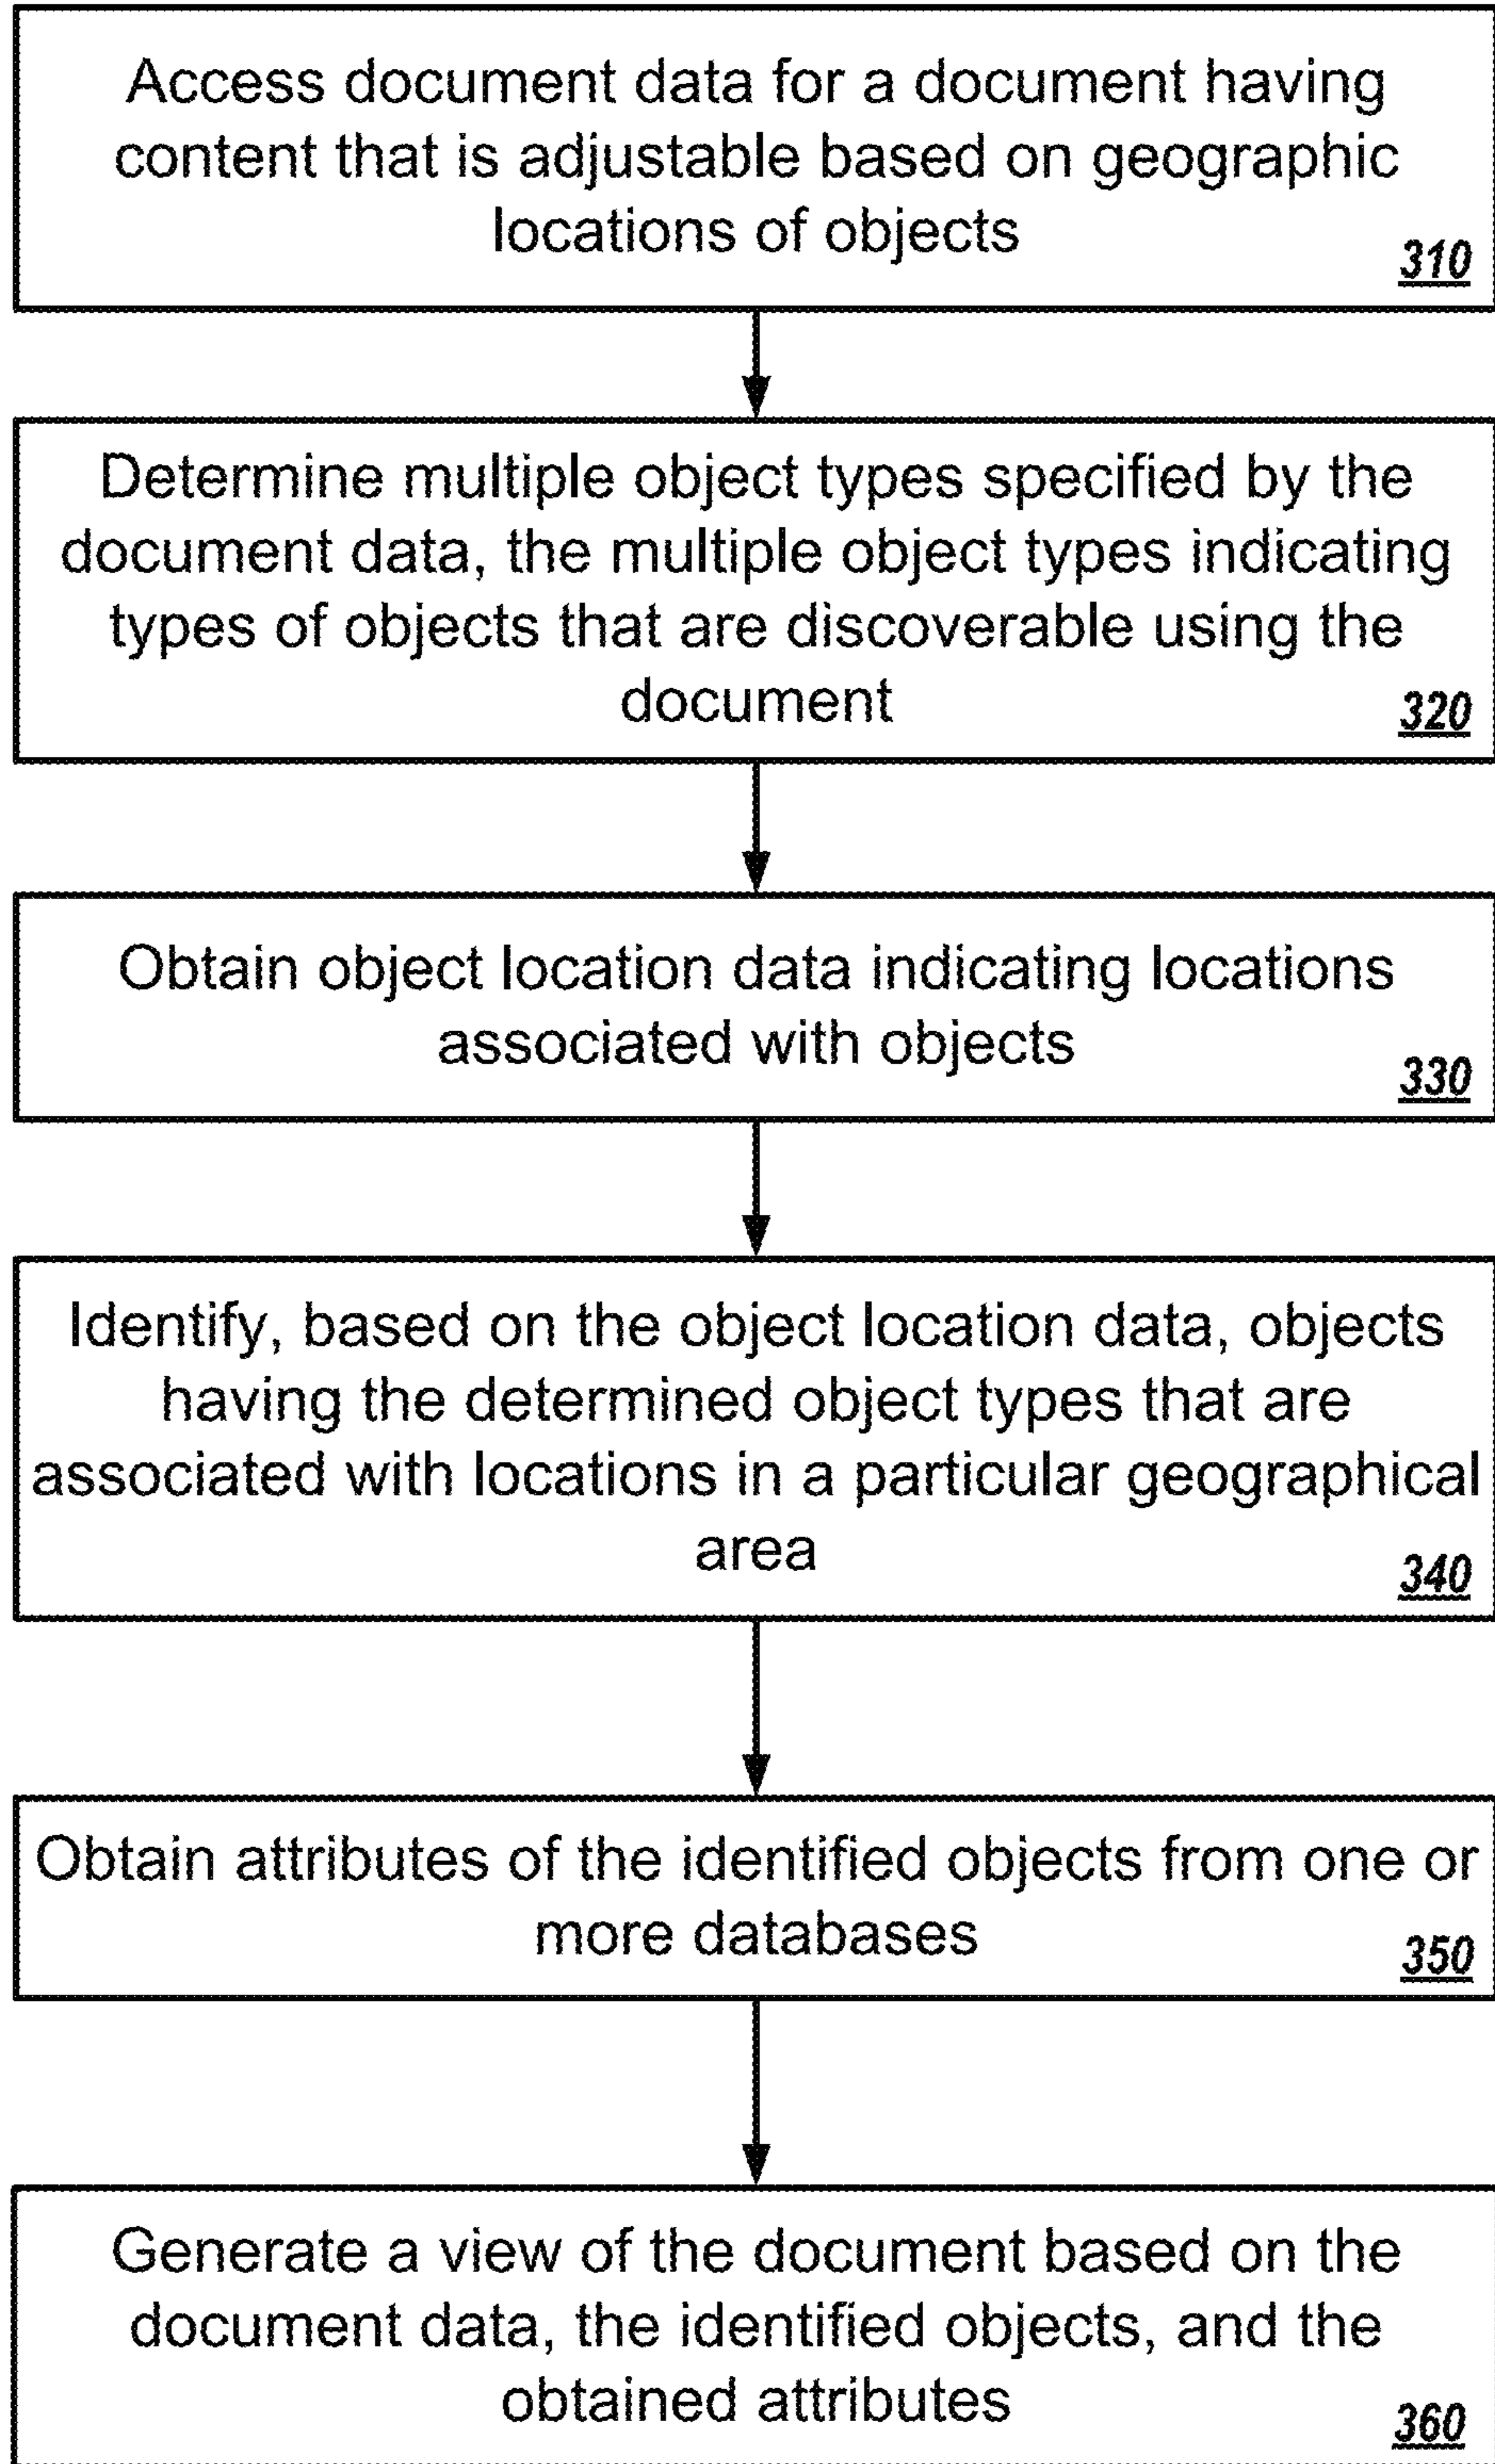 Access document data for a document having
content that is adjustable based on geographic
locations of objects
310
Determine multiple object types specified by the
document data, the multiple object types indicating
types of objects that are discoverable using the
document
320
Obtain object location data indicating locations
associated with objects
330
Identify, based on the object location data, objects
having the determined object types that are
associated with locations in a particular geographical
area
340
Obtain attributes of the identified objects from one or
more databases
350
Generate a view of the document based on the
document data, the identified objects, and the
obtained attributes
360